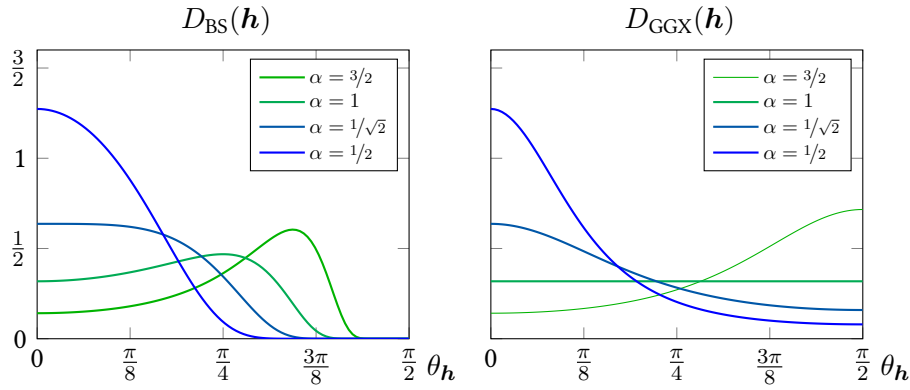 D_BS(h)
3/2
1
1/2
0
0 π/8 π/4 3π/8 π/2 θ_h
α = 3/2
α = 1
α = 1/√2
α = 1/2
D_GGX(h)
α = 3/2
α = 1
α = 1/√2
α = 1/2
0 π/8 π/4 3π/8 π/2 θ_h